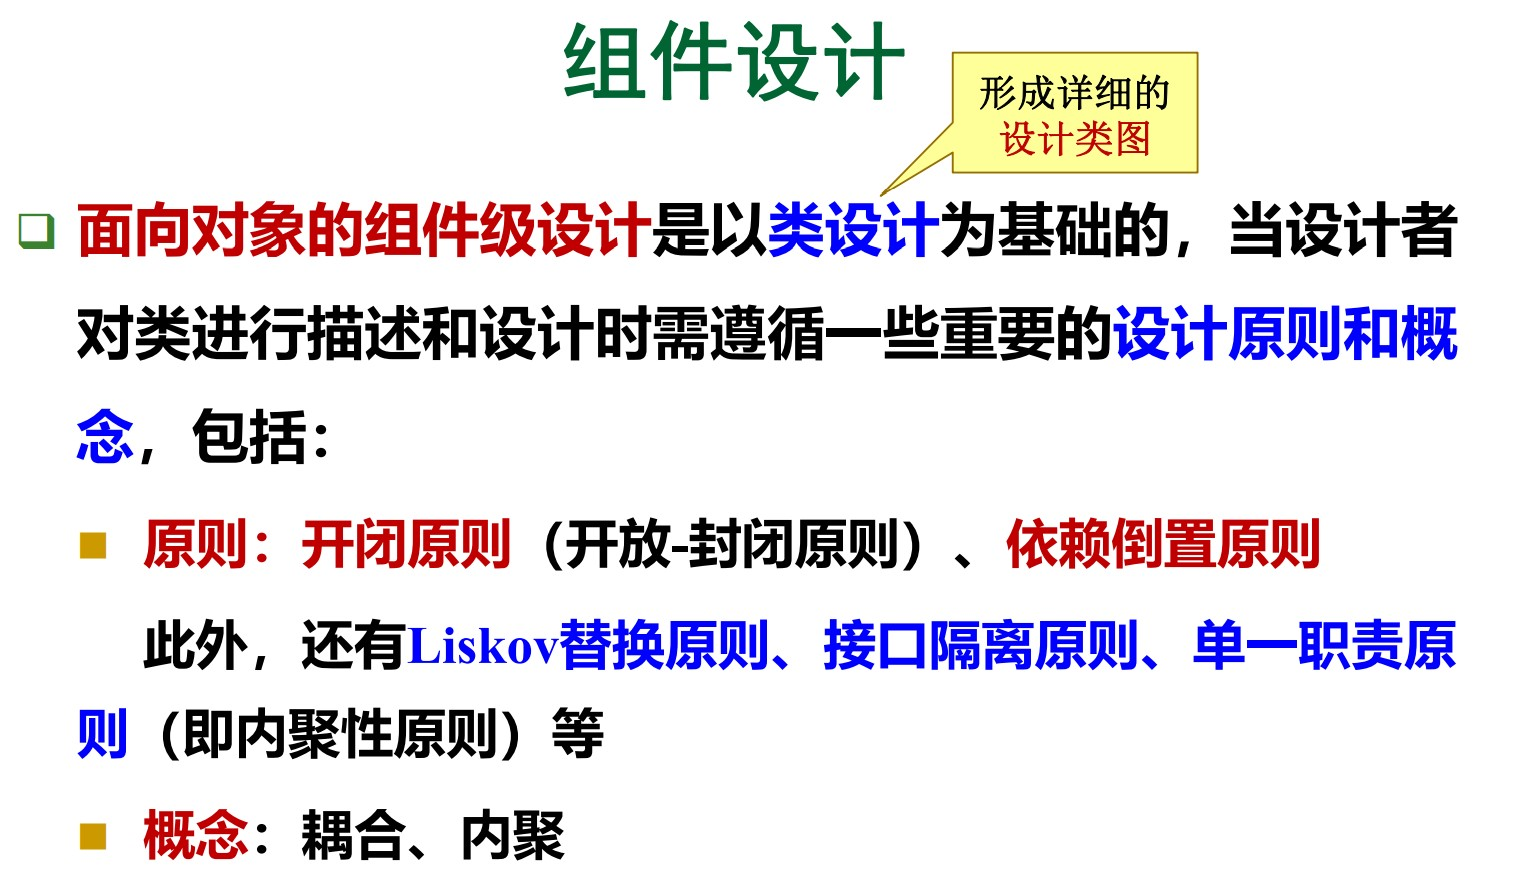 组件设计
形成详细的
设计类图
面向对象的组件级设计是以类设计为基础的，当设计者
对类进行描述和设计时需遵循一些重要的设计原则和概
念，包括：
原则：开闭原则（开放-封闭原则）、依赖倒置原则
此外，还有Liskov替换原则、接口隔离原则、单一职责原
则（即内聚性原则）等
概念：耦合、内聚